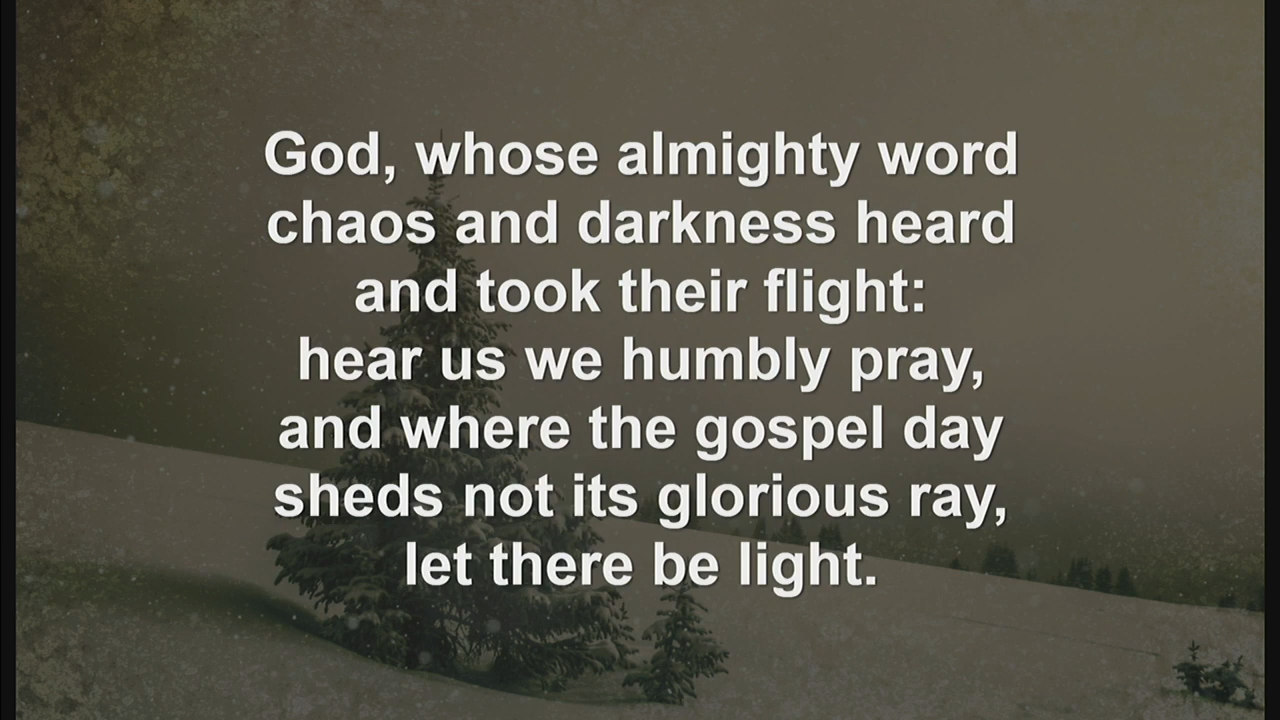 God, whose almighty word
chaos and darkness heard
and took their flight:
hear us we humbly pray,
and where the gospel day
sheds not its glorious ray,
let there be light.